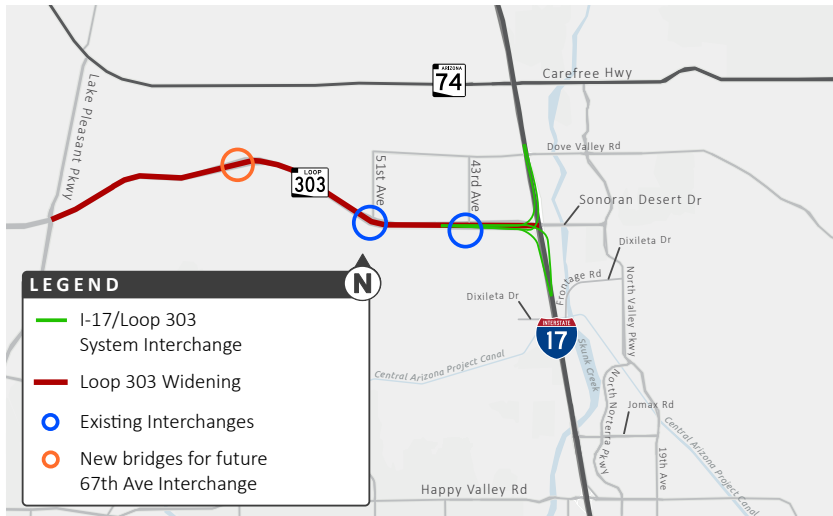 ARIZONA
74
Carefree Hwy
Lake Pleasant Pkwy
Dove Valley Rd
51st Ave
43rd Ave
LOOP
303
Sonoran Desert Dr
Dixileta Dr
LEGEND
N
Frontage Rd
North Valley Pkwy
Dixileta Dr
I-17/Loop 303
System Interchange
INTERSTATE
17
Skunk Creek
Central Arizona Project Canal
Loop 303 Widening
North Norterra Pkwy
Jomax Rd
Existing Interchanges
Central Arizona Project Canal
19th Ave
New bridges for future
67th Ave Interchange
Happy Valley Rd